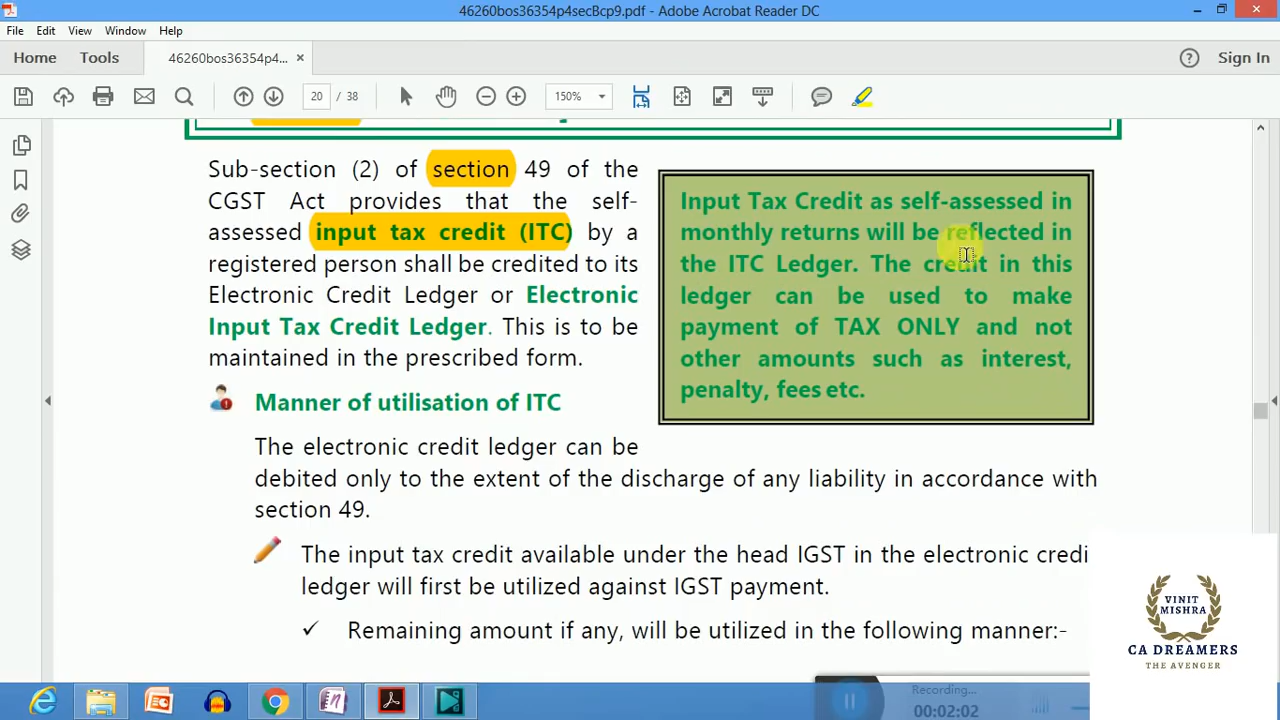 46260bos36354p4secBcp9.pdf - Adobe Acrobat Reader DC
File Edit View Window Help
Home Tools 46260bos36354p4... × Sign In
20 / 38 150%
Sub-section (2) of section 49 of the
CGST Act provides that the self-
assessed input tax credit (ITC) by a
registered person shall be credited to its
Electronic Credit Ledger or Electronic
Input Tax Credit Ledger. This is to be
maintained in the prescribed form.
Input Tax Credit as self-assessed in
monthly returns will be reflected in
the ITC Ledger. The credit in this
ledger can be used to make
payment of TAX ONLY and not
other amounts such as interest,
penalty, fees etc.
Manner of utilisation of ITC
The electronic credit ledger can be
debited only to the extent of the discharge of any liability in accordance with
section 49.
The input tax credit available under the head IGST in the electronic credi
ledger will first be utilized against IGST payment.
✓ Remaining amount if any, will be utilized in the following manner:-
VINIT
MISHRA
CA DREAMERS
THE AVENGER
Recording...
00:02:02